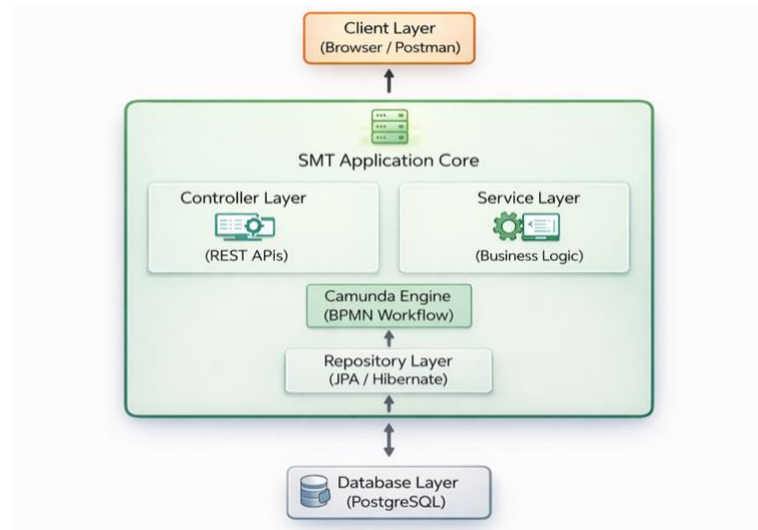 Client Layer
(Browser / Postman)
SMT Application Core
Controller Layer
(REST APIs)
Service Layer
(Business Logic)
Camunda Engine
(BPMN Workflow)
Repository Layer
(JPA / Hibernate)
Database Layer
(PostgreSQL)